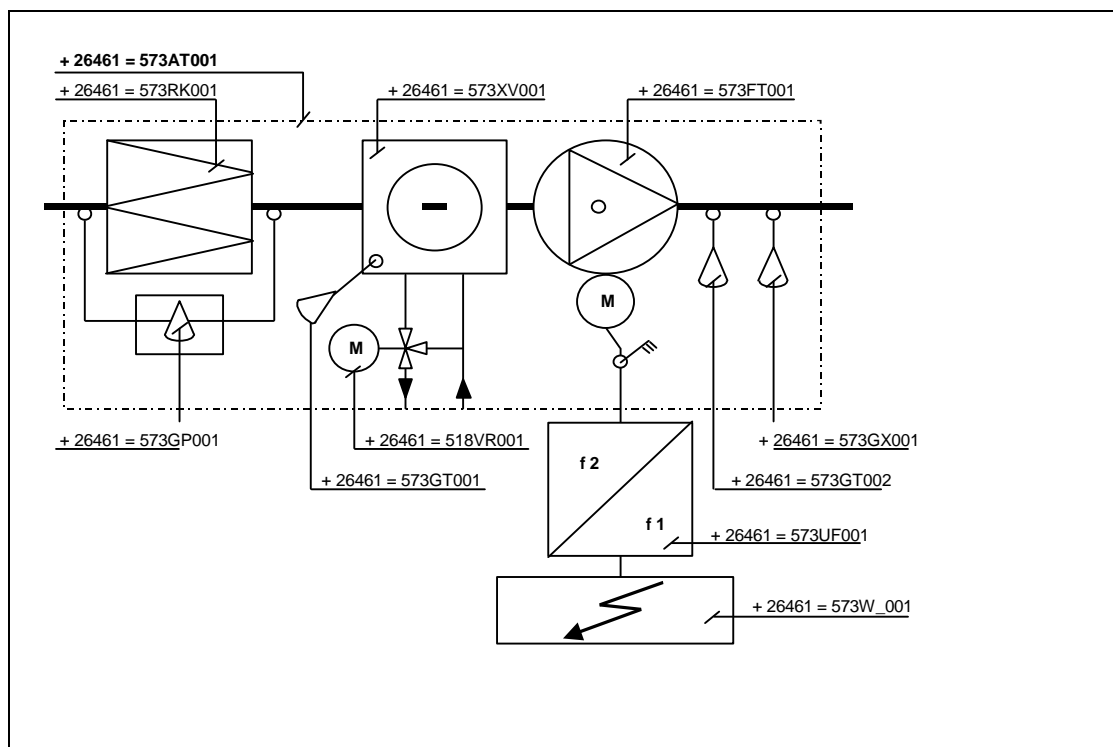 + 26461 = 573AT001
+ 26461 = 573RK001
+ 26461 = 573XV001
+ 26461 = 573FT001
M
M
+ 26461 = 573GP001
+ 26461 = 518VR001
+ 26461 = 573GX001
f 2
+ 26461 = 573GT001
+ 26461 = 573GT002
f 1
+ 26461 = 573UF001
+ 26461 = 573W_001